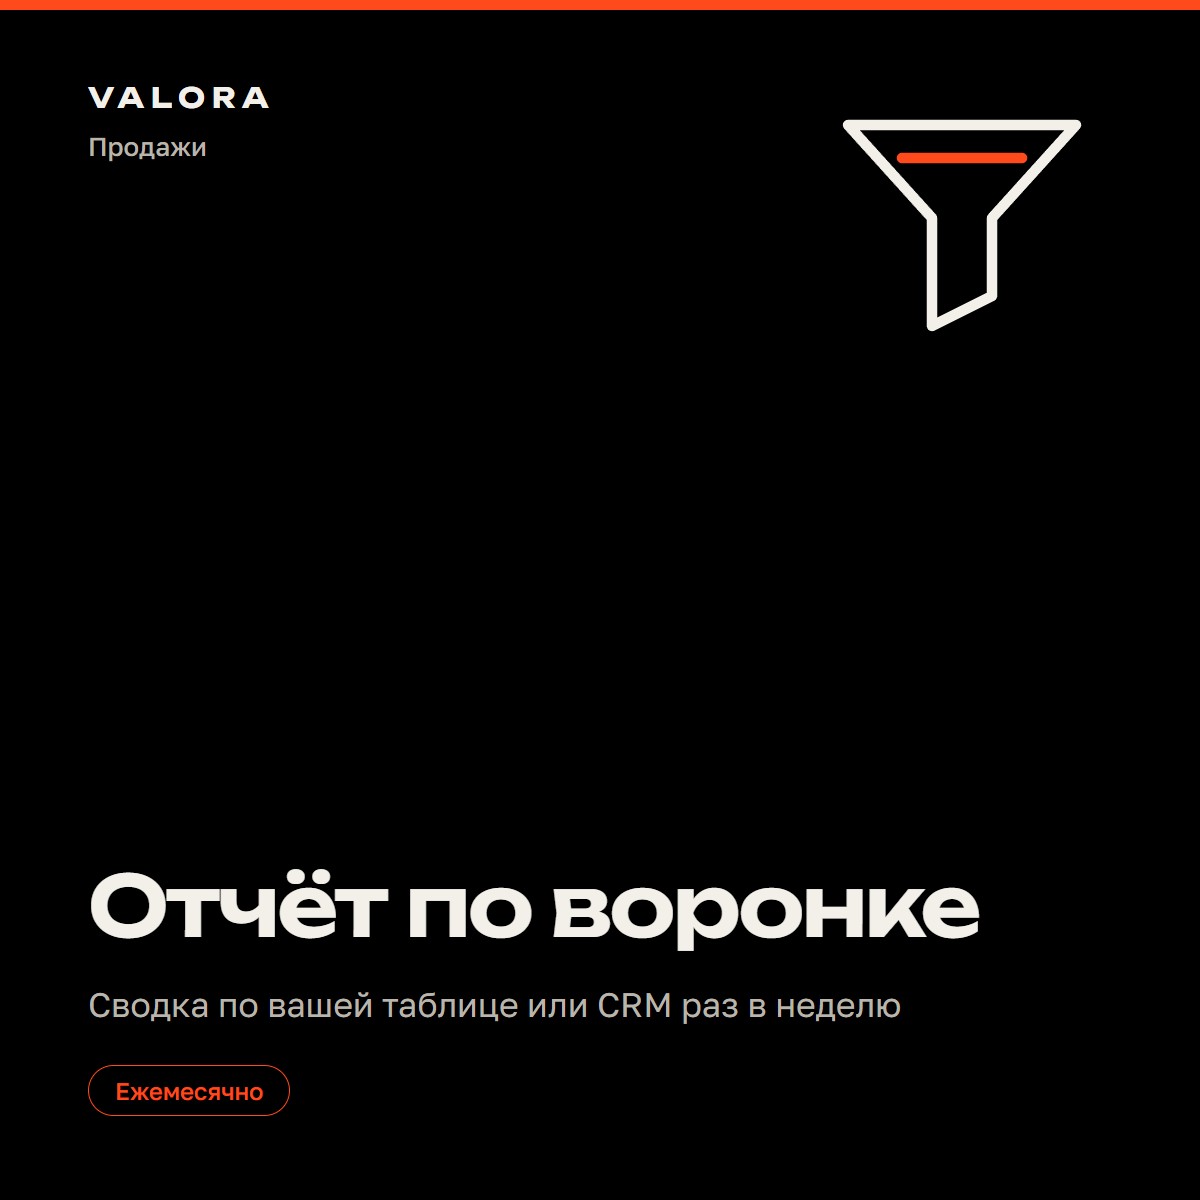 VALORA
Продажи
Отчёт по воронке
Сводка по вашей таблице или CRM раз в неделю
Ежемесячно